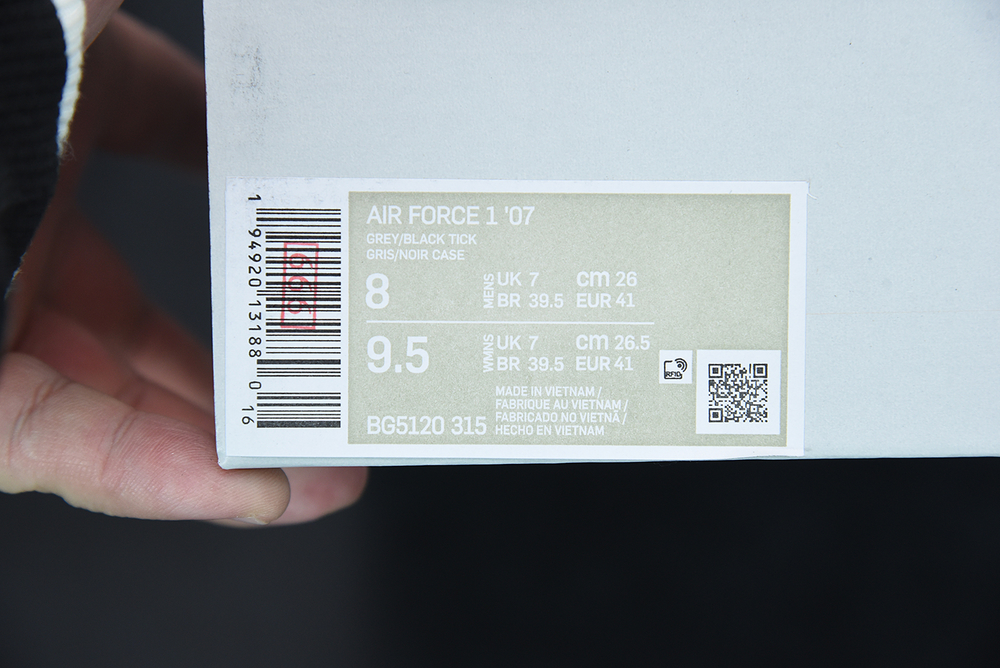 1 94920 13188 0 16
[666]
AIR FORCE 1 '07
GREY/BLACK TICK
GRIS/NOIR CASE
8
MENS
UK 7 cm 26
BR 39.5 EUR 41
9.5
WMNS
UK 7 cm 26.5
BR 39.5 EUR 41
MADE IN VIETNAM /
FABRIQUE AU VIETNAM /
FABRICADO NO VIETNÃ /
HECHO EN VIETNAM
BG5120 315
RFID